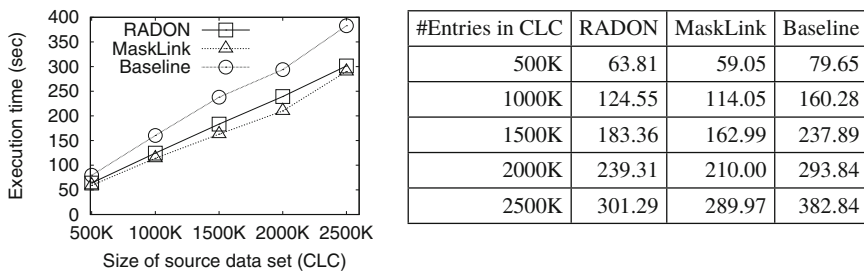 400
350
300
250
200
150
100
50
0
Execution time (sec)
RADON
MaskLink
Baseline
500K 1000K 1500K 2000K 2500K
Size of source data set (CLC)
#Entries in CLC RADON MaskLink Baseline
500K 63.81 59.05 79.65
1000K 124.55 114.05 160.28
1500K 183.36 162.99 237.89
2000K 239.31 210.00 293.84
2500K 301.29 289.97 382.84